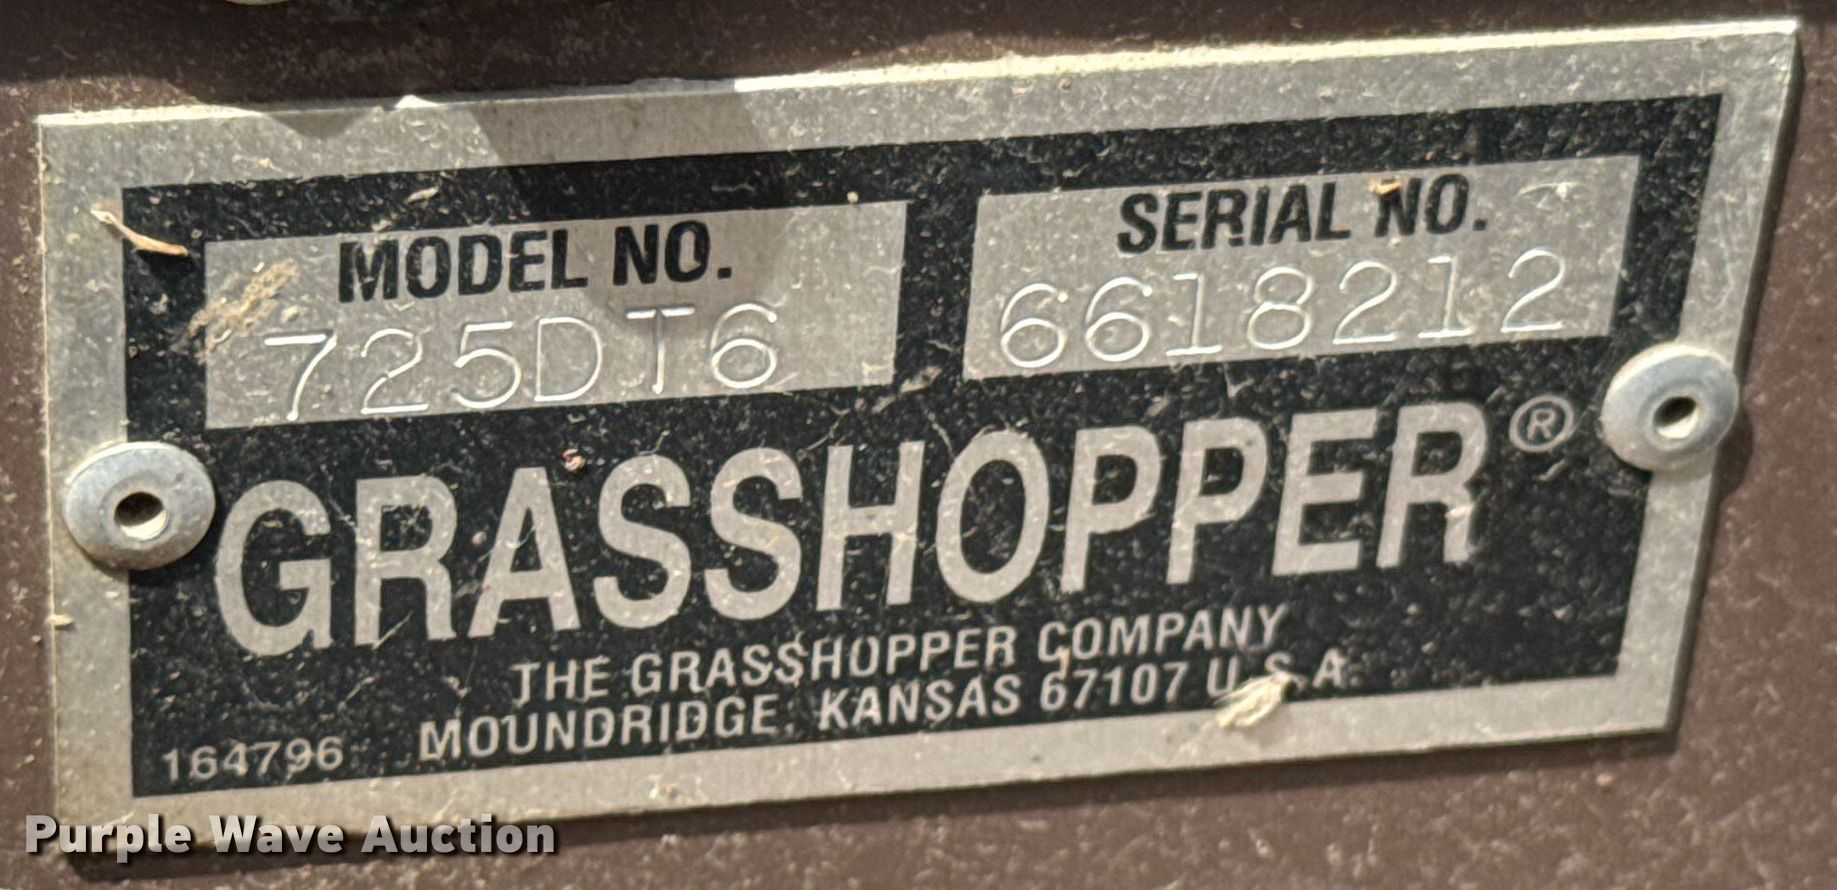 MODEL NO.
725DT6
SERIAL NO.
6618212
GRASSHOPPER®
THE GRASSHOPPER COMPANY
MOUNDRIDGE, KANSAS 67107 U.S.A.
164796
Purple Wave Auction